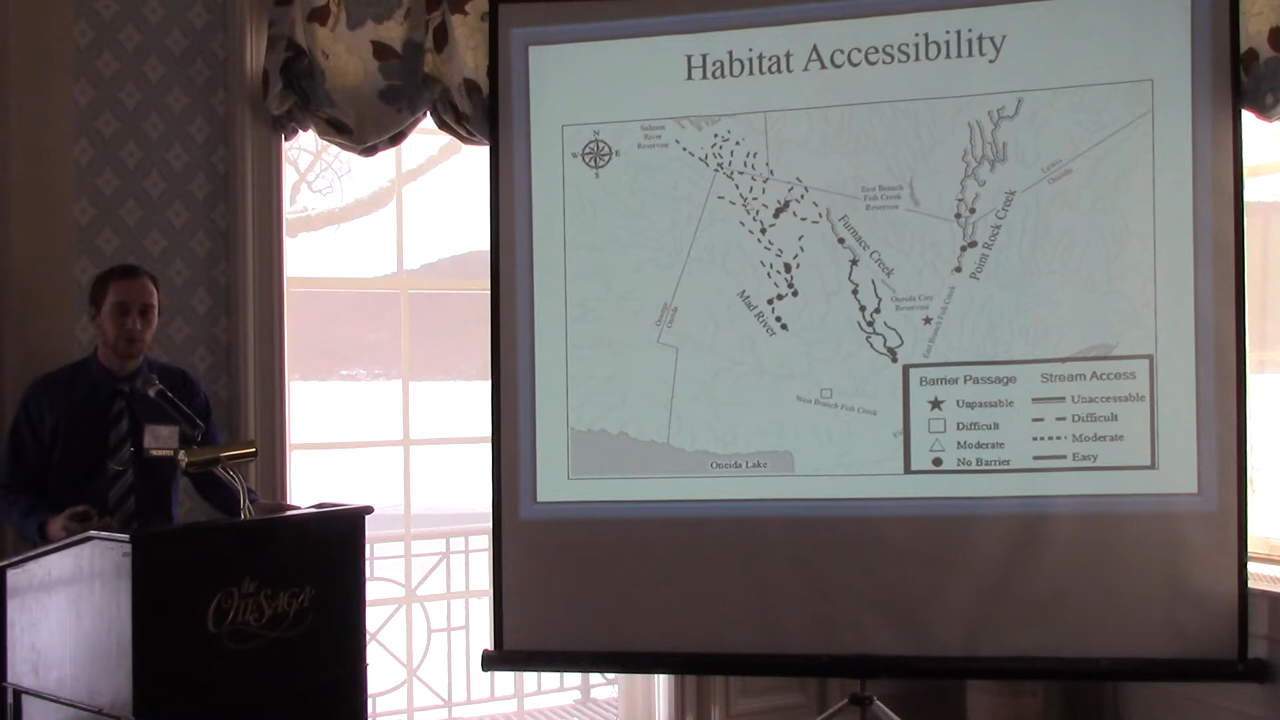 Habitat Accessibility
Salmon
River
Reservoir
N
W
E
S
East Branch
Fish Creek
Reservoir
Lewis
Oneida
Furnace Creek
Point Rock Creek
Mad River
Oneida City
Reservoir
East Branch Fish Creek
Oswego
Oneida
West Branch Fish Creek
Oneida Lake
Barrier Passage
Unpassable
Difficult
Moderate
No Barrier
Stream Access
Unaccessable
Difficult
Moderate
Easy
the
OTESAGA
PRESENTER